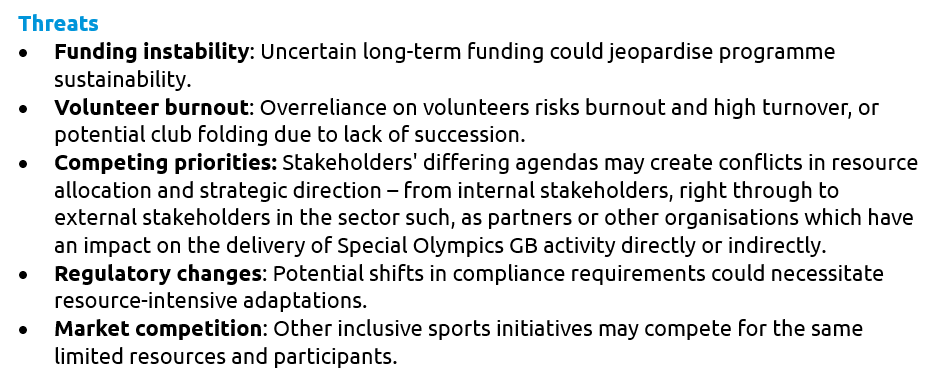 Threats
• Funding instability: Uncertain long-term funding could jeopardise programme
sustainability.
• Volunteer burnout: Overreliance on volunteers risks burnout and high turnover, or
potential club folding due to lack of succession.
• Competing priorities: Stakeholders' differing agendas may create conflicts in resource
allocation and strategic direction – from internal stakeholders, right through to
external stakeholders in the sector such, as partners or other organisations which have
an impact on the delivery of Special Olympics GB activity directly or indirectly.
• Regulatory changes: Potential shifts in compliance requirements could necessitate
resource-intensive adaptations.
• Market competition: Other inclusive sports initiatives may compete for the same
limited resources and participants.